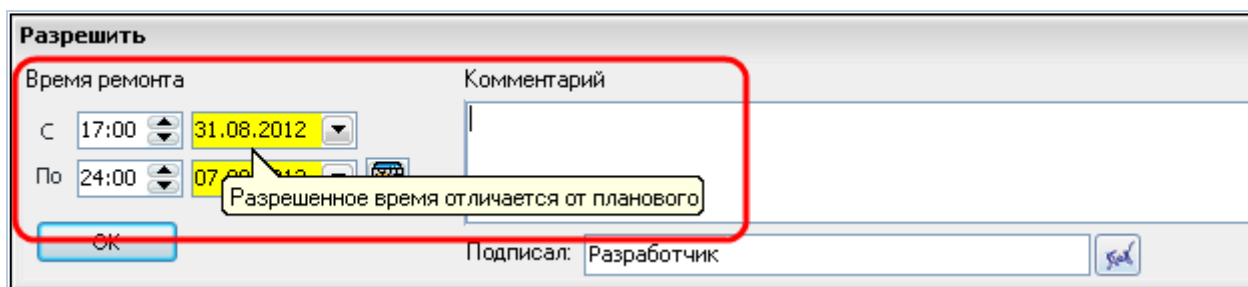 Разрешить
Время ремонта
Комментарий
С 17:00 31.08.2012
По 24:00 07
Разрешенное время отличается от планового
ОК
Подписал: Разработчик